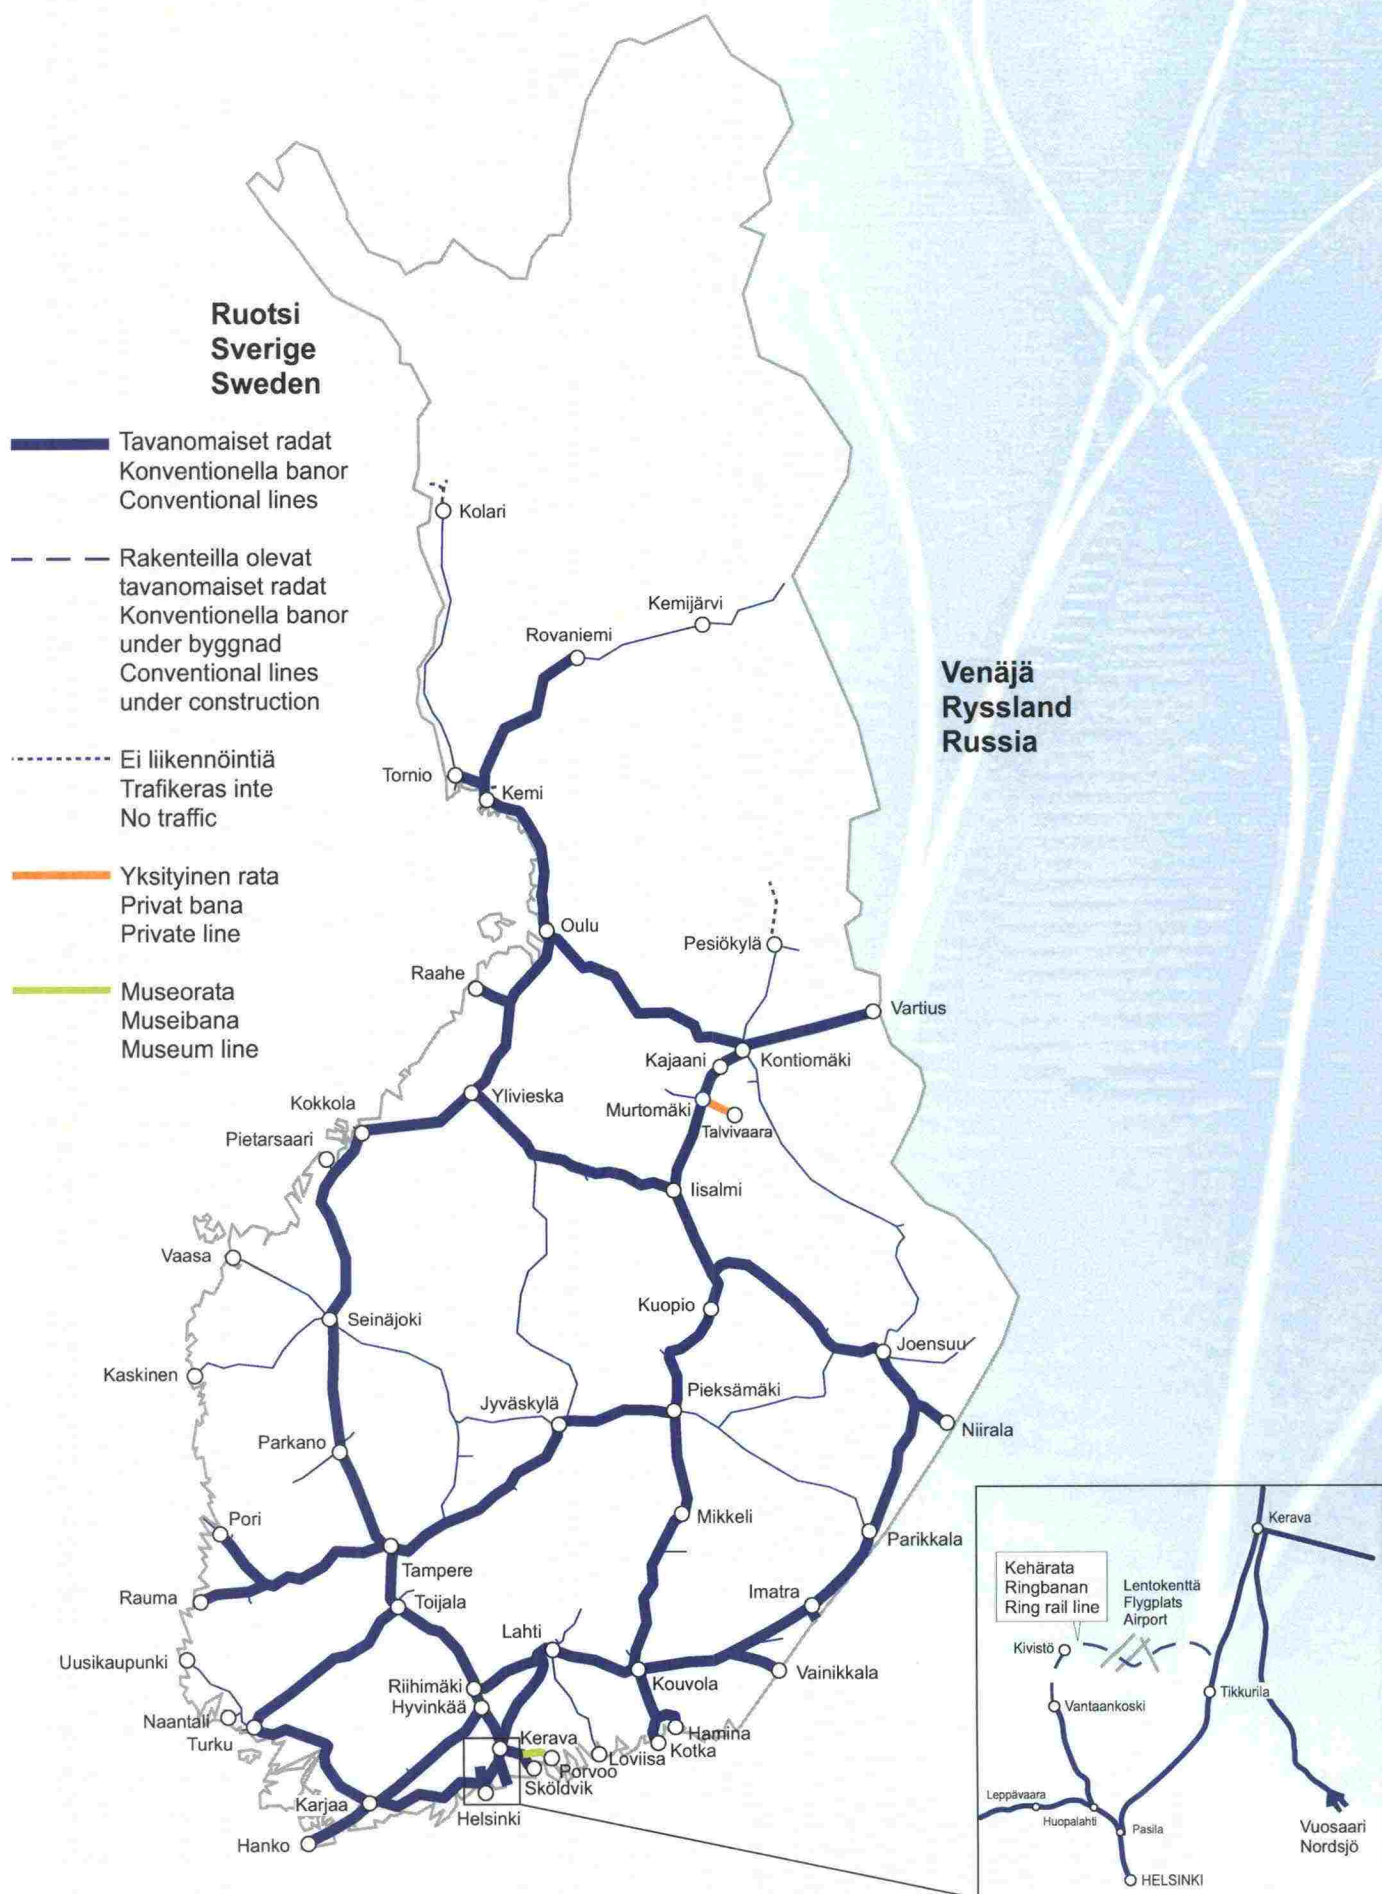 Ruotsi
Sverige
Sweden
Tavanomaiset radat
Konventionella banor
Conventional lines
Rakenteilla olevat
tavanomaiset radat
Konventionella banor
under byggnad
Conventional lines
under construction
Ei liikennöintiä
Trafikeras inte
No traffic
Yksityinen rata
Privat bana
Private line
Museorata
Museibana
Museum line
Venäjä
Ryssland
Russia
Kolari
Kemijärvi
Rovaniemi
Tornio
Kemi
Oulu
Pesiökylä
Raahe
Vartius
Kajaani
Kontiomäki
Ylivieska
Murtomäki
Talvivaara
Kokkola
Pietarsaari
Iisalmi
Vaasa
Kuopio
Seinäjoki
Joensuu
Kaskinen
Pieksämäki
Jyväskylä
Niirala
Parkano
Mikkeli
Pori
Parikkala
Tampere
Imatra
Rauma
Toijala
Lahti
Uusikaupunki
Vainikkala
Kouvola
Riihimäki
Hyvinkää
Naantali
Turku
Hamina
Kerava
Kotka
Loviisa
Porvoo
Sköldvik
Karjaa
Helsinki
Hanko
Kerava
Kehärata
Ringbanan
Ring rail line
Lentokenttä
Flygplats
Airport
Kivistö
Tikkurila
Vantaankoski
Leppävaara
Huopalahti
Pasila
Vuosaari
Nordsjö
HELSINKI